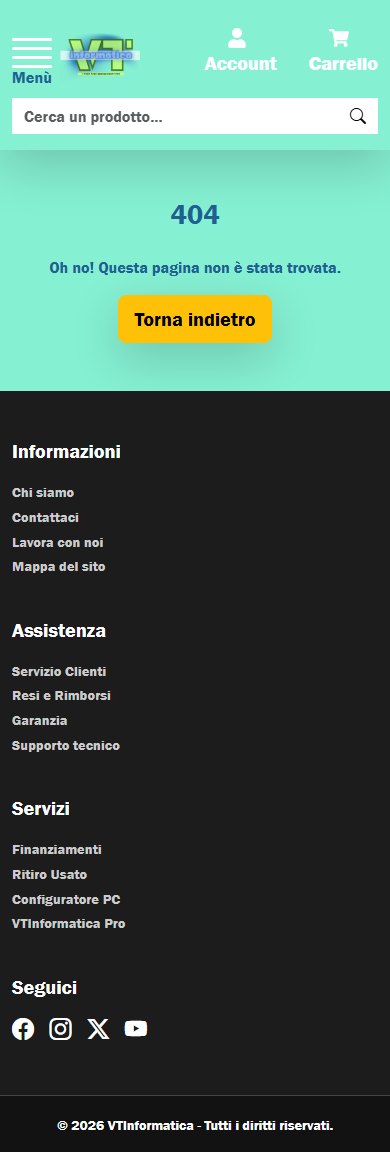 Menù
VTi
Informatica
Account
Carrello
Cerca un prodotto...
404
Oh no! Questa pagina non è stata trovata.
Torna indietro
Informazioni
Chi siamo
Contattaci
Lavora con noi
Mappa del sito
Assistenza
Servizio Clienti
Resi e Rimborsi
Garanzia
Supporto tecnico
Servizi
Finanziamenti
Ritiro Usato
Configuratore PC
VTInformatica Pro
Seguici
© 2026 VTInformatica - Tutti i diritti riservati.